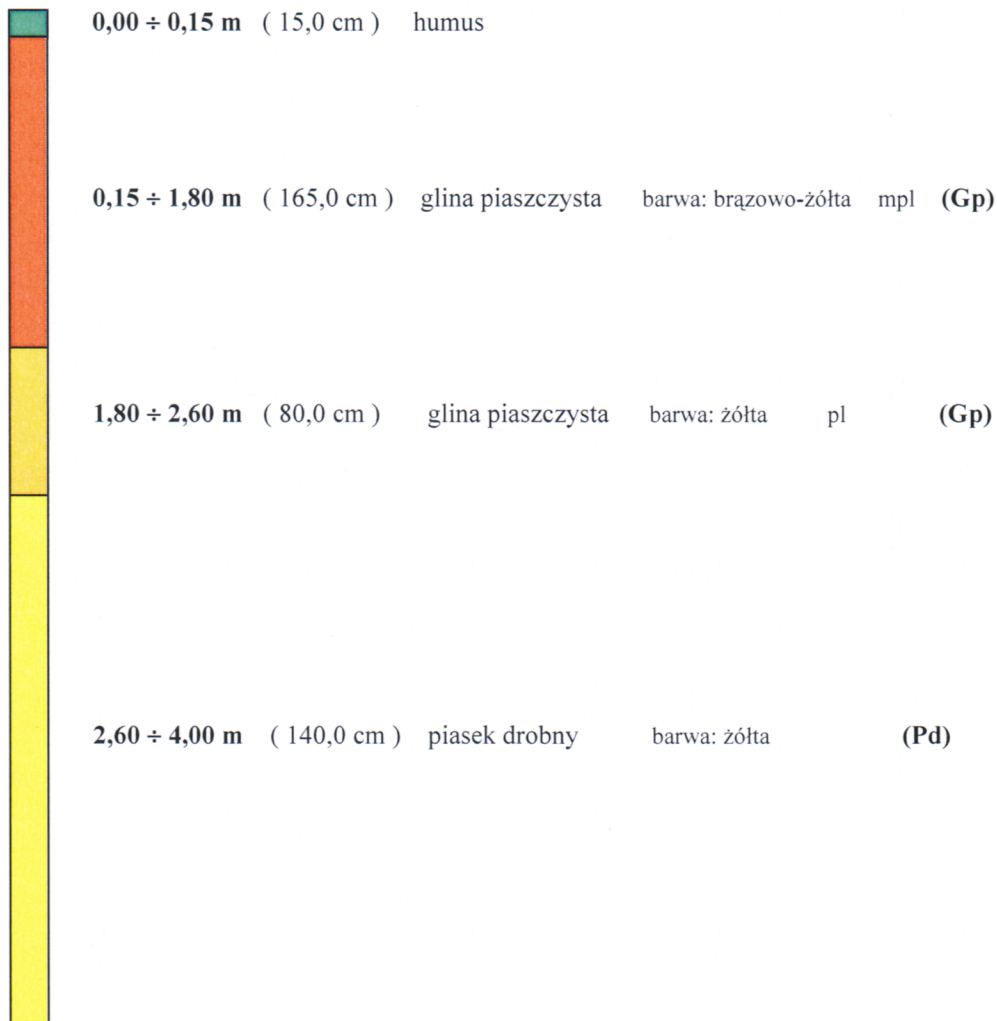 0,00 ÷ 0,15 m ( 15,0 cm ) humus
0,15 ÷ 1,80 m ( 165,0 cm ) glina piaszczysta barwa: brązowo-żółta mpl (Gp)
1,80 ÷ 2,60 m ( 80,0 cm ) glina piaszczysta barwa: żółta pl (Gp)
2,60 ÷ 4,00 m ( 140,0 cm ) piasek drobny barwa: żółta (Pd)